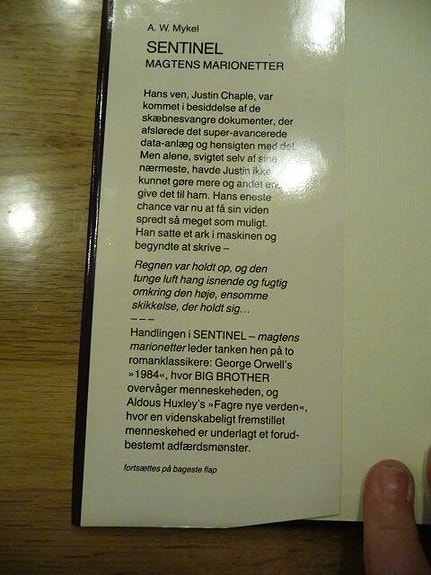 A. W. Mykel
SENTINEL
MAGTENS MARIONETTER
Hans ven, Justin Chaple, var
kommet i besiddelse af de
skæbnesvangre dokumenter, der
afslørede det super-avancerede
data-anlæg og hensigten med det.
Men alene, svigtet selv af sine
nærmeste, havde Justin ikke
kunnet gøre mere og andet end
give det til ham. Hans eneste
chance var nu at få sin viden
spredt så meget som muligt.
Han satte et ark i maskinen og
begyndte at skrive –
Regnen var holdt op, og den
tunge luft hang isnende og fugtig
omkring den høje, ensomme
skikkelse, der holdt sig...
– – –
Handlingen i SENTINEL – magtens
marionetter leder tanken hen på to
romanklassikere: George Orwell's
»1984«, hvor BIG BROTHER
overvåger menneskeheden, og
Aldous Huxley's »Fagre nye verden«,
hvor en videnskabeligt fremstillet
menneskehed er underlagt et forud-
bestemt adfærdsmønster.
fortsættes på bageste flap